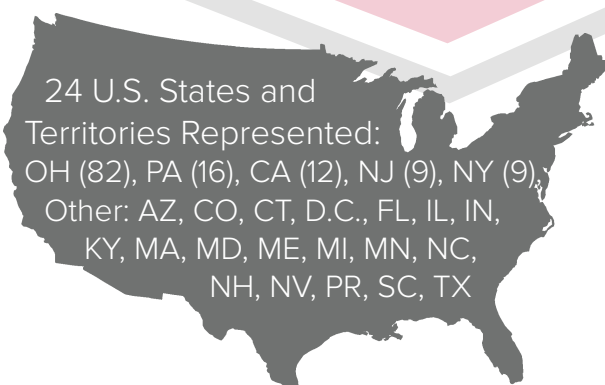 24 U.S. States and
Territories Represented:
OH (82), PA (16), CA (12), NJ (9), NY (9),
Other: AZ, CO, CT, D.C., FL, IL, IN,
KY, MA, MD, ME, MI, MN, NC,
NH, NV, PR, SC, TX